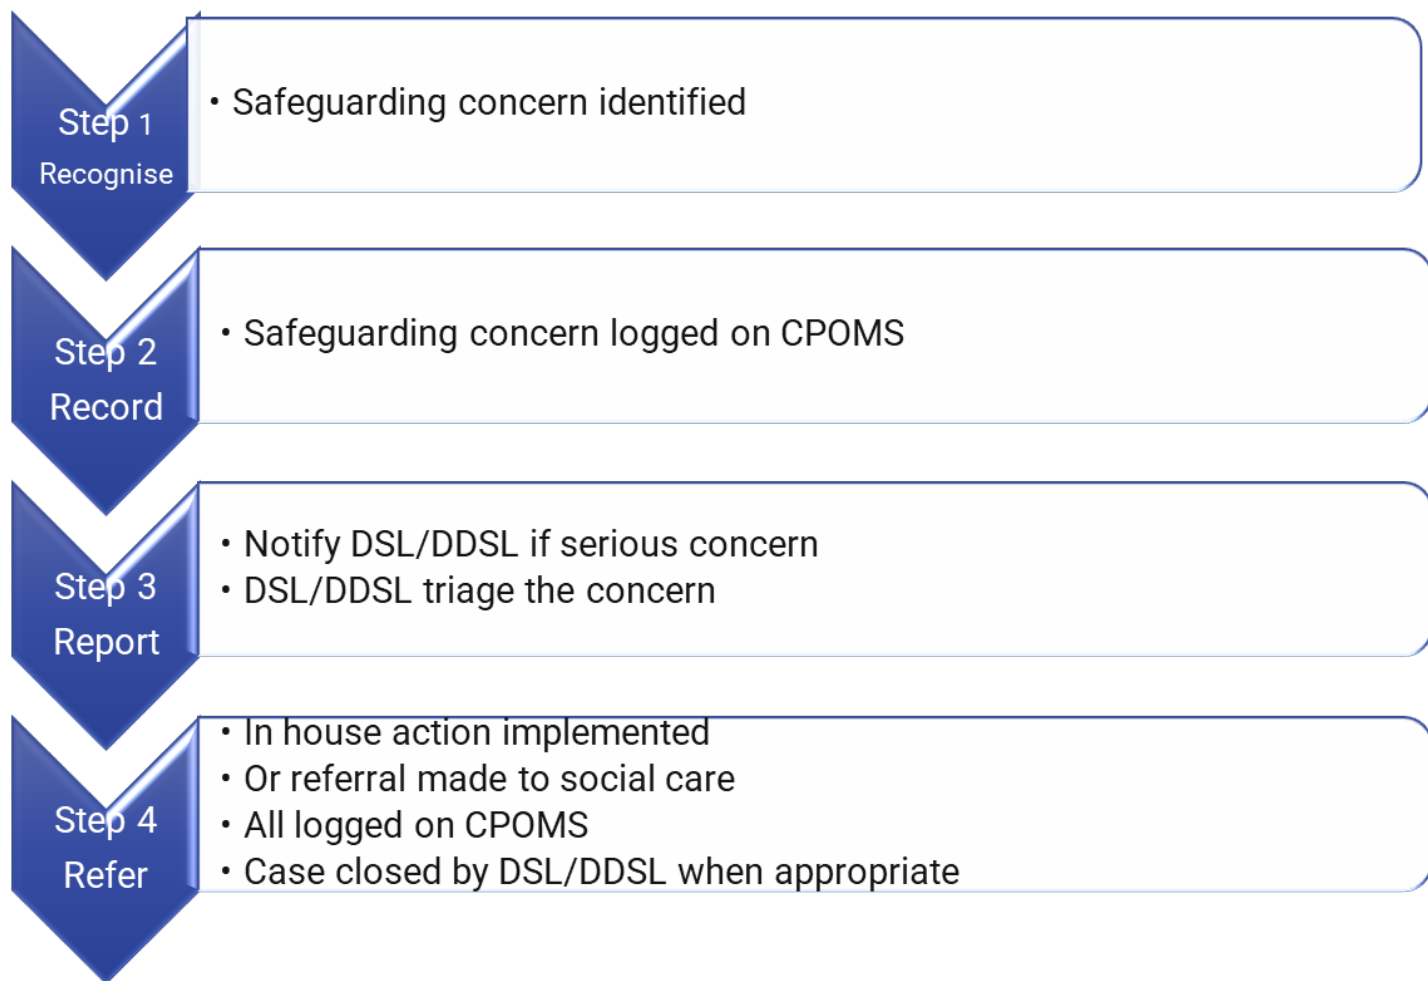 Step 1
Recognise
• Safeguarding concern identified
Step 2
Record
• Safeguarding concern logged on CPOMS
Step 3
Report
• Notify DSL/DDSL if serious concern
• DSL/DDSL triage the concern
Step 4
Refer
• In house action implemented
• Or referral made to social care
• All logged on CPOMS
• Case closed by DSL/DDSL when appropriate